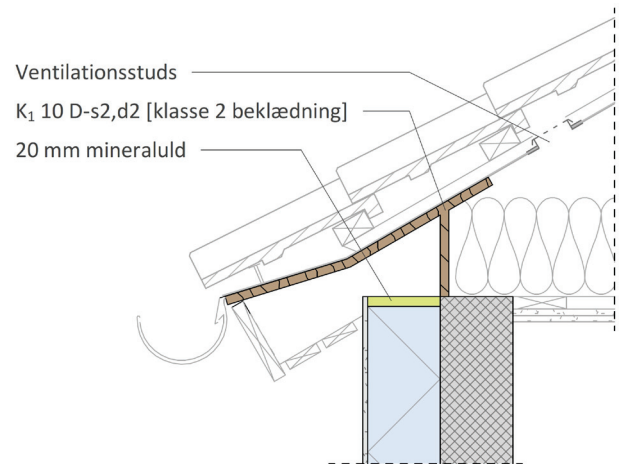 Ventilationsstuds
K₁ 10 D-s2,d2 [klasse 2 beklædning]
20 mm mineraluld